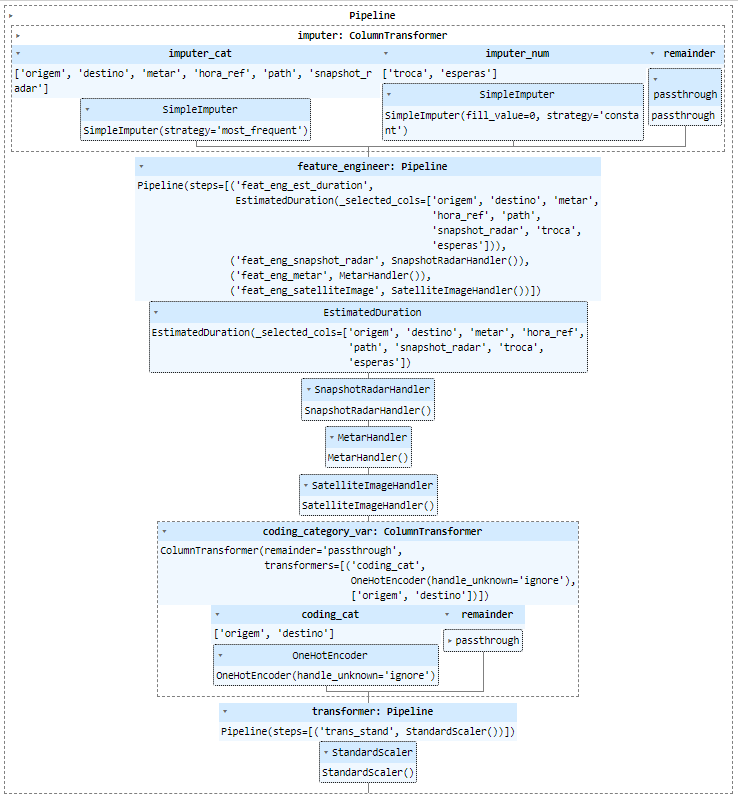 Pipeline
imputer: ColumnTransformer
imputer_cat
['origem', 'destino', 'metar', 'hora_ref', 'path', 'snapshot_r
adar']
SimpleImputer
SimpleImputer(strategy='most_frequent')
imputer_num
['troca', 'esperas']
SimpleImputer
SimpleImputer(fill_value=0, strategy='consta
nt')
remainder
passthrough
passthrough
feature_engineer: Pipeline
Pipeline(steps=[('feat_eng_est_duration',
EstimatedDuration(_selected_cols=['origem', 'destino', 'metar',
'hora_ref', 'path',
'snapshot_radar', 'troca',
'esperas'])),
('feat_eng_snapshot_radar', SnapshotRadarHandler()),
('feat_eng_metar', MetarHandler()),
('feat_eng_satelliteImage', SatelliteImageHandler())])
EstimatedDuration
EstimatedDuration(_selected_cols=['origem', 'destino', 'metar', 'hora_ref',
'path', 'snapshot_radar', 'troca',
'esperas'])
SnapshotRadarHandler
SnapshotRadarHandler()
MetarHandler
MetarHandler()
SatelliteImageHandler
SatelliteImageHandler()
coding_category_var: ColumnTransformer
ColumnTransformer(remainder='passthrough',
transformers=[('coding_cat',
OneHotEncoder(handle_unknown='ignore'),
['origem', 'destino'])])
coding_cat
['origem', 'destino']
OneHotEncoder
OneHotEncoder(handle_unknown='ignore')
remainder
passthrough
transformer: Pipeline
Pipeline(steps=[('trans_stand', StandardScaler())])
StandardScaler
StandardScaler()